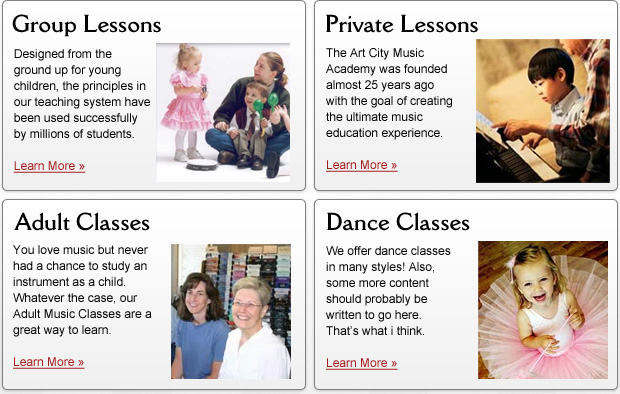 Group Lessons
Designed from the
ground up for young
children, the principles in
our teaching system have
been used successfully
by millions of students.
Learn More »
Private Lessons
The Art City Music
Academy was founded
almost 25 years ago
with the goal of creating
the ultimate music
education experience.
Learn More »
Adult Classes
You love music but never
had a chance to study an
instrument as a child.
Whatever the case, our
Adult Music Classes are a
great way to learn.
Learn More »
Dance Classes
We offer dance classes
in many styles! Also,
some more content
should probably be
written to go here.
That's what i think.
Learn More »